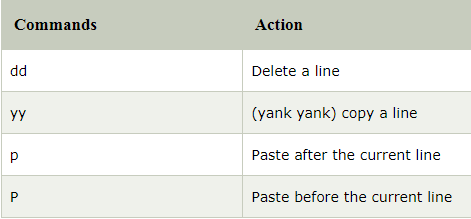 Commands Action
dd Delete a line
yy (yank yank) copy a line
p Paste after the current line
P Paste before the current line